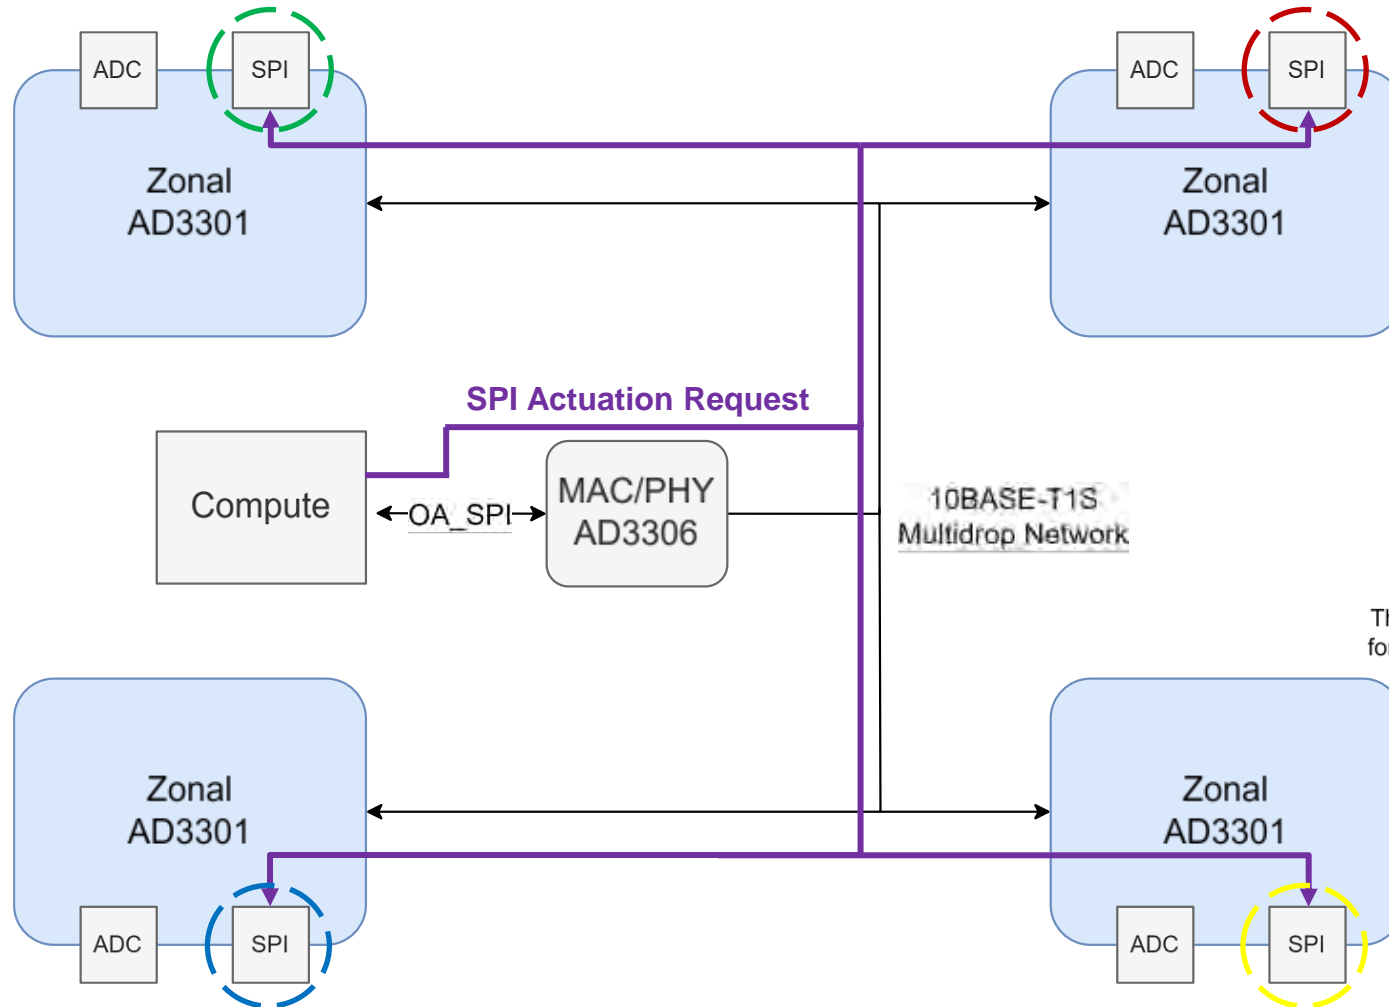 ADC
SPI
ADC
SPI
Zonal
AD3301
Zonal
AD3301
SPI Actuation Request
Compute
OA_SPI
MAC/PHY
AD3306
10BASE-T1S
Multidrop Network
Zonal
AD3301
Zonal
AD3301
ADC
SPI
ADC
SPI